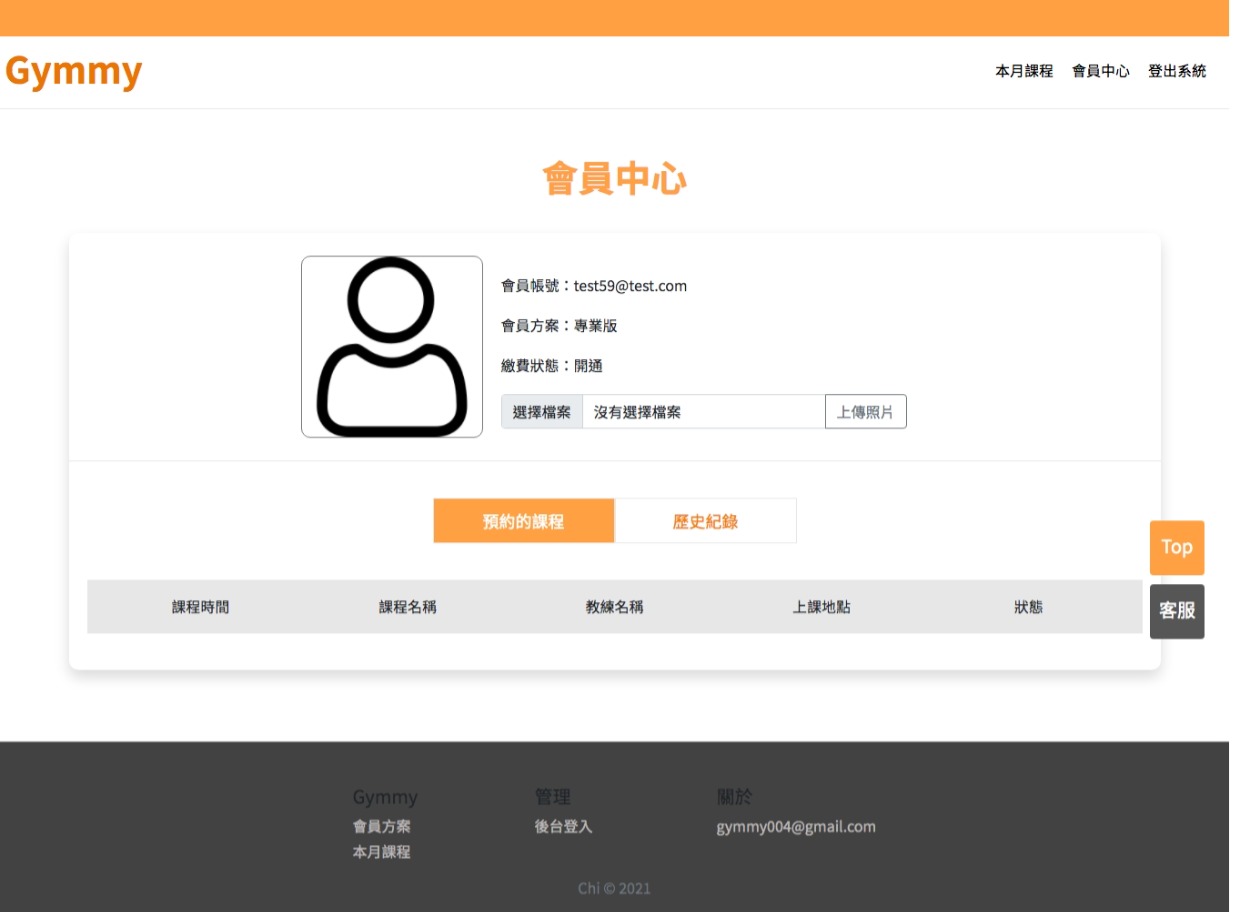 Gymmy
本月課程 會員中心 登出系統
會員中心
會員帳號：test59@test.com
會員方案：專業版
繳費狀態：開通
選擇檔案 沒有選擇檔案 上傳照片
預約的課程 歷史紀錄
Top
課程時間 課程名稱 教練名稱 上課地點 狀態
客服
Gymmy 管理 關於
會員方案 後台登入 gymmy004@gmail.com
本月課程
Chi © 2021